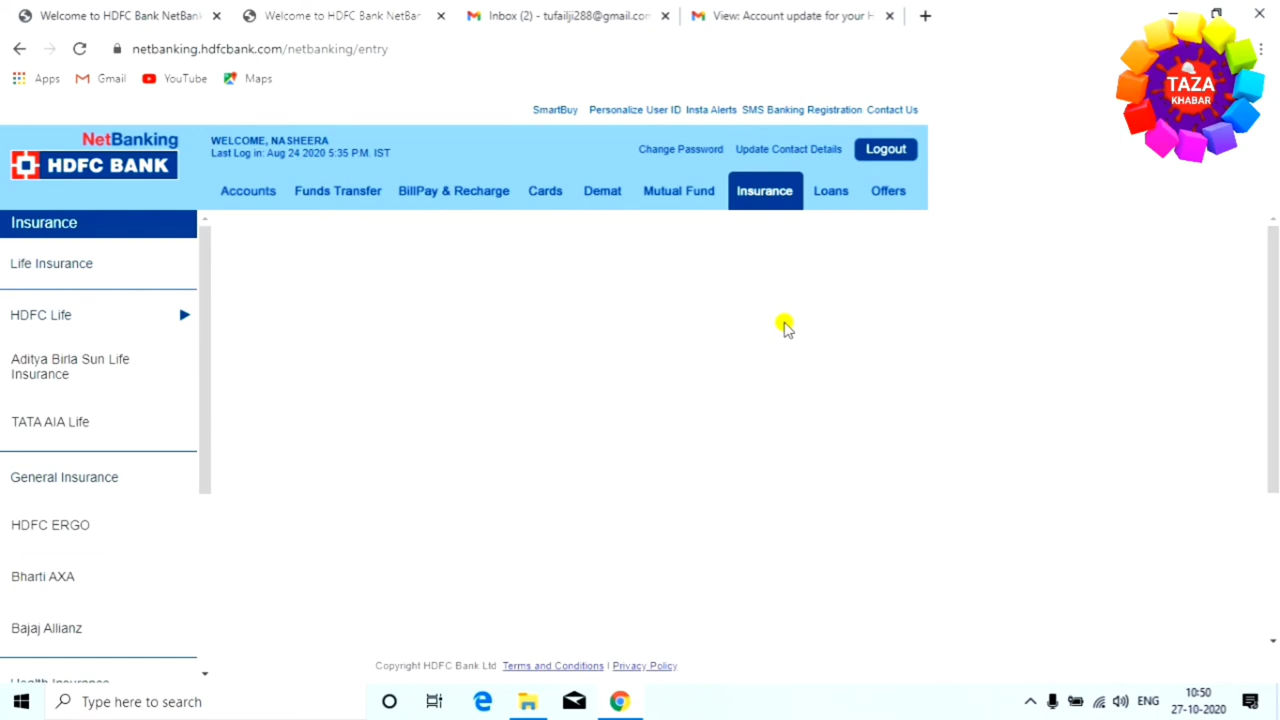 Welcome to HDFC Bank NetBank
Welcome to HDFC Bank NetBan
Inbox (2) - tufailji288@gmail.com
View: Account update for your H
netbanking.hdfcbank.com/netbanking/entry
Apps
Gmail
YouTube
Maps
TAZA
KHABAR
SmartBuy Personalize User ID Insta Alerts SMS Banking Registration Contact Us
NetBanking
HDFC BANK
WELCOME, NASHEERA
Last Log in: Aug 24 2020 5:35 P.M. IST
Change Password Update Contact Details Logout
Accounts Funds Transfer BillPay & Recharge Cards Demat Mutual Fund Insurance Loans Offers
Insurance
Life Insurance
HDFC Life
Aditya Birla Sun Life
Insurance
TATA AIA Life
General Insurance
HDFC ERGO
Bharti AXA
Bajaj Allianz
Health Insurance
Copyright HDFC Bank Ltd Terms and Conditions | Privacy Policy
Type here to search
ENG
10:50
27-10-2020